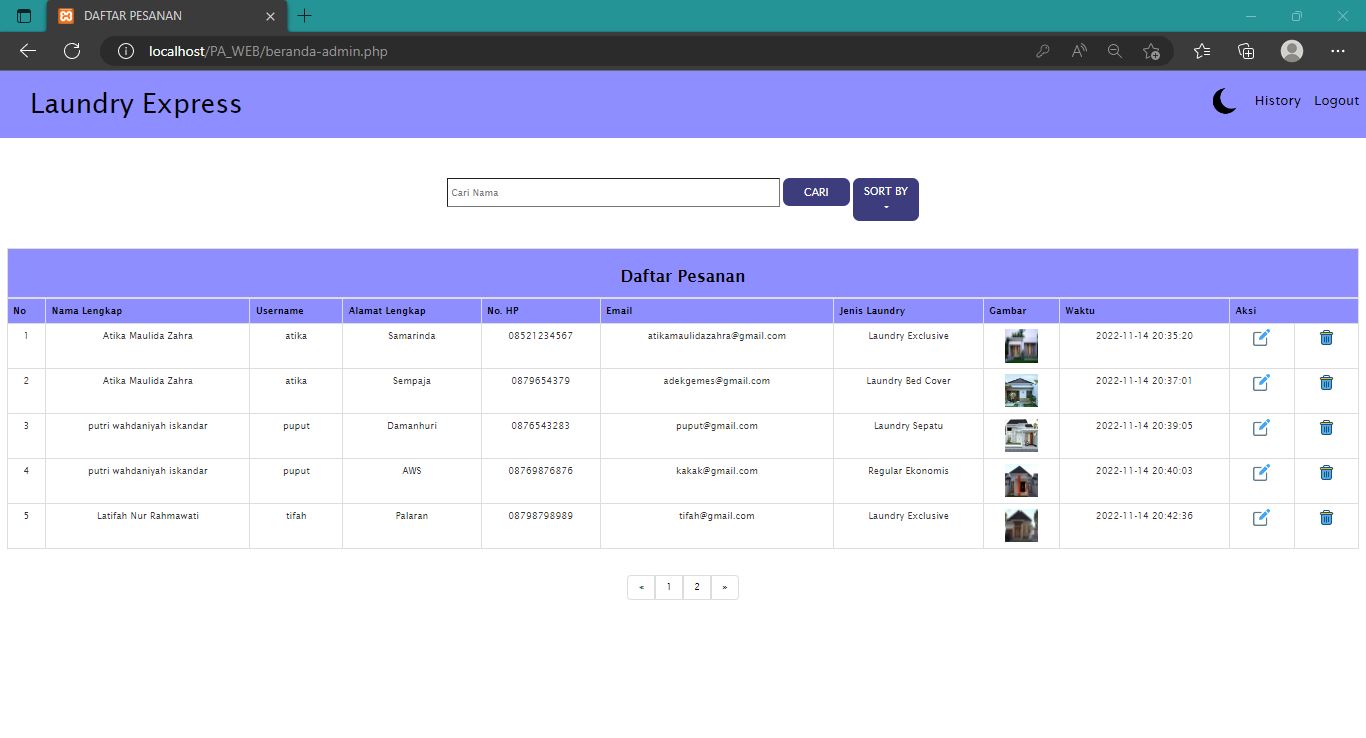 DAFTAR PESANAN
localhost/PA_WEB/beranda-admin.php
Laundry Express
History Logout
Cari Nama CARI SORT BY
Daftar Pesanan
No Nama Lengkap Username Alamat Lengkap No. HP Email Jenis Laundry Gambar Waktu Aksi
1 Atika Maulida Zahra atika Samarinda 08521234567 atikamaulidazahra@gmail.com Laundry Exclusive 2022-11-14 20:35:20
2 Atika Maulida Zahra atika Sempaja 0879654379 adekgemes@gmail.com Laundry Bed Cover 2022-11-14 20:37:01
3 putri wahdaniyah iskandar puput Damanhuri 0876543283 puput@gmail.com Laundry Sepatu 2022-11-14 20:39:05
4 putri wahdaniyah iskandar puput AWS 08769876876 kakak@gmail.com Regular Ekonomis 2022-11-14 20:40:03
5 Latifah Nur Rahmawati tifah Palaran 08798798989 tifah@gmail.com Laundry Exclusive 2022-11-14 20:42:36
« 1 2 »